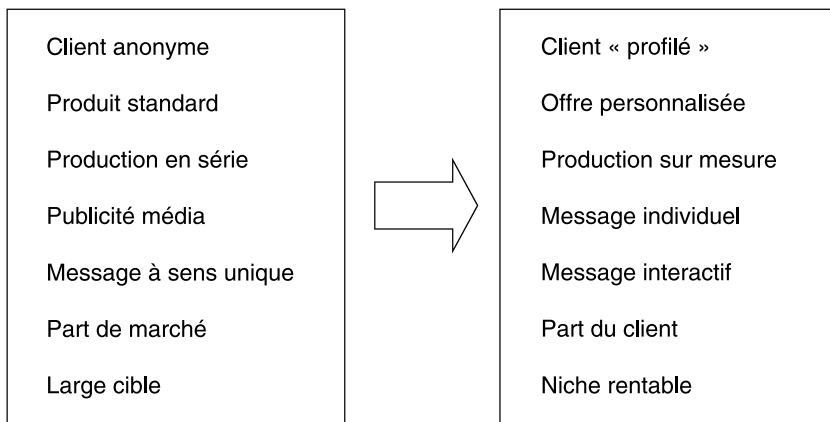 Client anonyme
Produit standard
Production en série
Publicité média
Message à sens unique
Part de marché
Large cible
Client « profilé »
Offre personnalisée
Production sur mesure
Message individuel
Message interactif
Part du client
Niche rentable